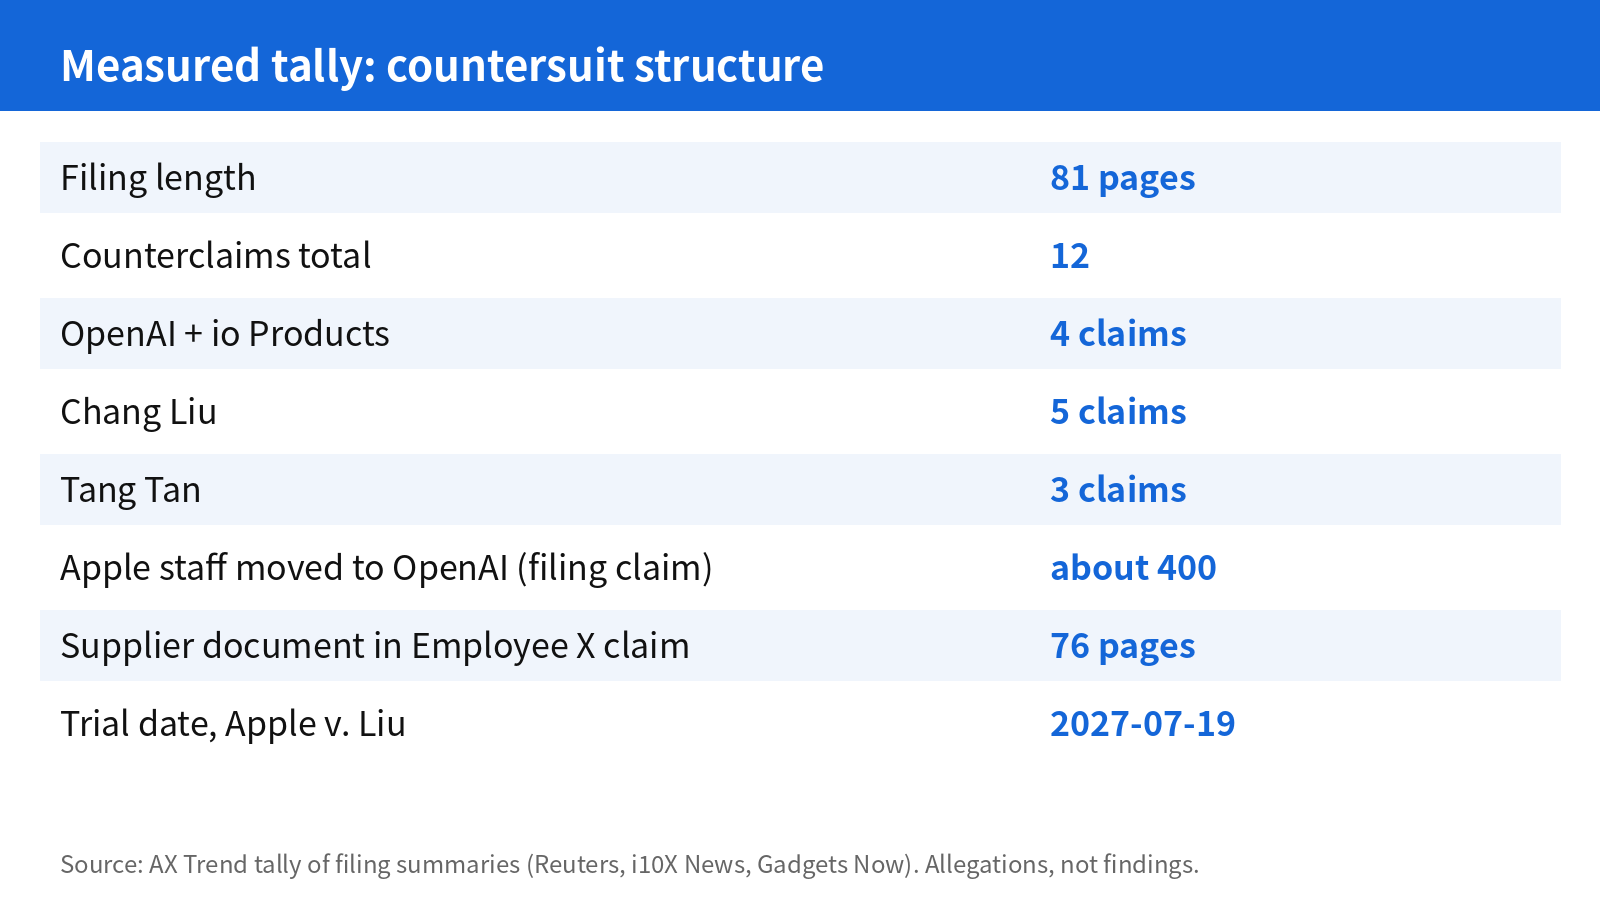 Measured tally: countersuit structure
Filing length 81 pages
Counterclaims total 12
OpenAI + io Products 4 claims
Chang Liu 5 claims
Tang Tan 3 claims
Apple staff moved to OpenAI (filing claim) about 400
Supplier document in Employee X claim 76 pages
Trial date, Apple v. Liu 2027-07-19
Source: AX Trend tally of filing summaries (Reuters, i10X News, Gadgets Now). Allegations, not findings.